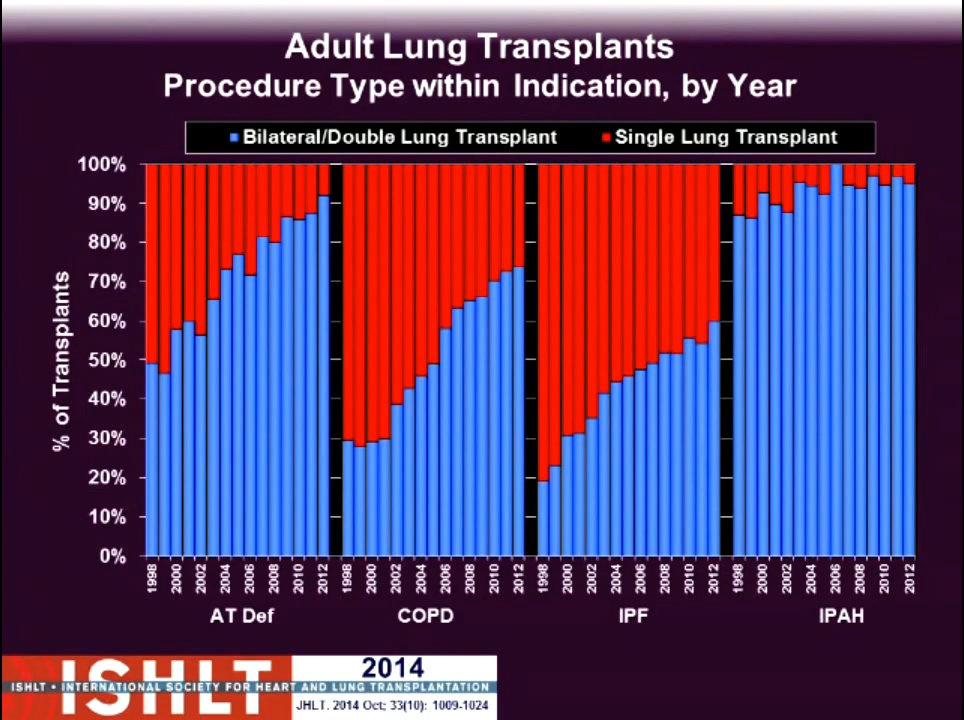 Adult Lung Transplants
Procedure Type within Indication, by Year
Bilateral/Double Lung Transplant Single Lung Transplant
% of Transplants
100%
90%
80%
70%
60%
50%
40%
30%
20%
10%
0%
1998 2000 2002 2004 2006 2008 2010 2012 1998 2000 2002 2004 2006 2008 2010 2012 1998 2000 2002 2004 2006 2008 2010 2012 1998 2000 2002 2004 2006 2008 2010 2012
AT Def COPD IPF IPAH
ISHLT 2014
ISHLT • INTERNATIONAL SOCIETY FOR HEART AND LUNG TRANSPLANTATION
JHLT. 2014 Oct; 33(10): 1009-1024